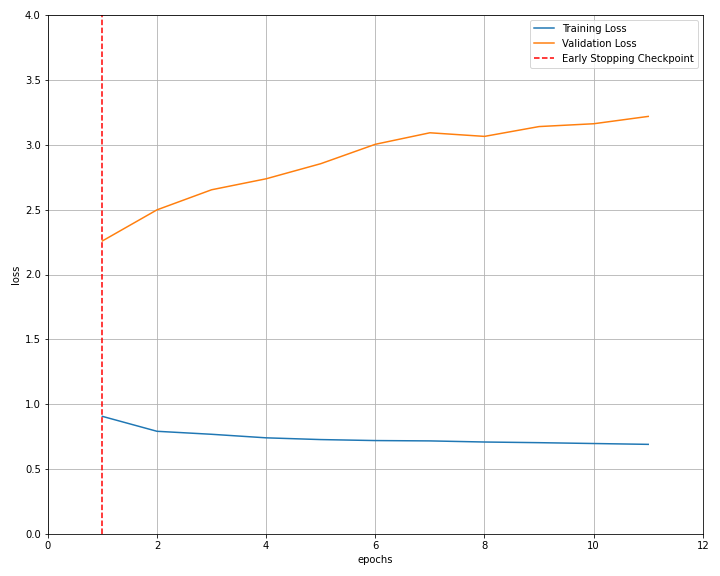 4.0
3.5
3.0
2.5
2.0
1.5
1.0
0.5
0.0
loss
Training Loss
Validation Loss
Early Stopping Checkpoint
0 2 4 6 8 10 12
epochs